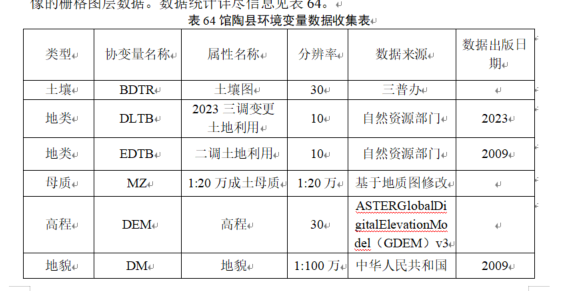 像的栅格图层数据。数据统计详尽信息见表 64。
表 64 馆陶县环境变量数据收集表
类型 协变量名称 属性名称 分辨率 数据来源 数据出版日
期
土壤 BDTR 土壤图 30 三普办
地类 DLTB 2023 三调变更
土地利用 10 自然资源部门 2023
地类 EDTB 二调土地利用 10 自然资源部门 2009
母质 MZ 1:20 万成土母质 1:20 万 基于地质图修改
高程 DEM 高程 30 ASTERGlobalDi
gitalElevationMo
del（GDEM）v3
地貌 DM 地貌 1:100 万 中华人民共和国 2009